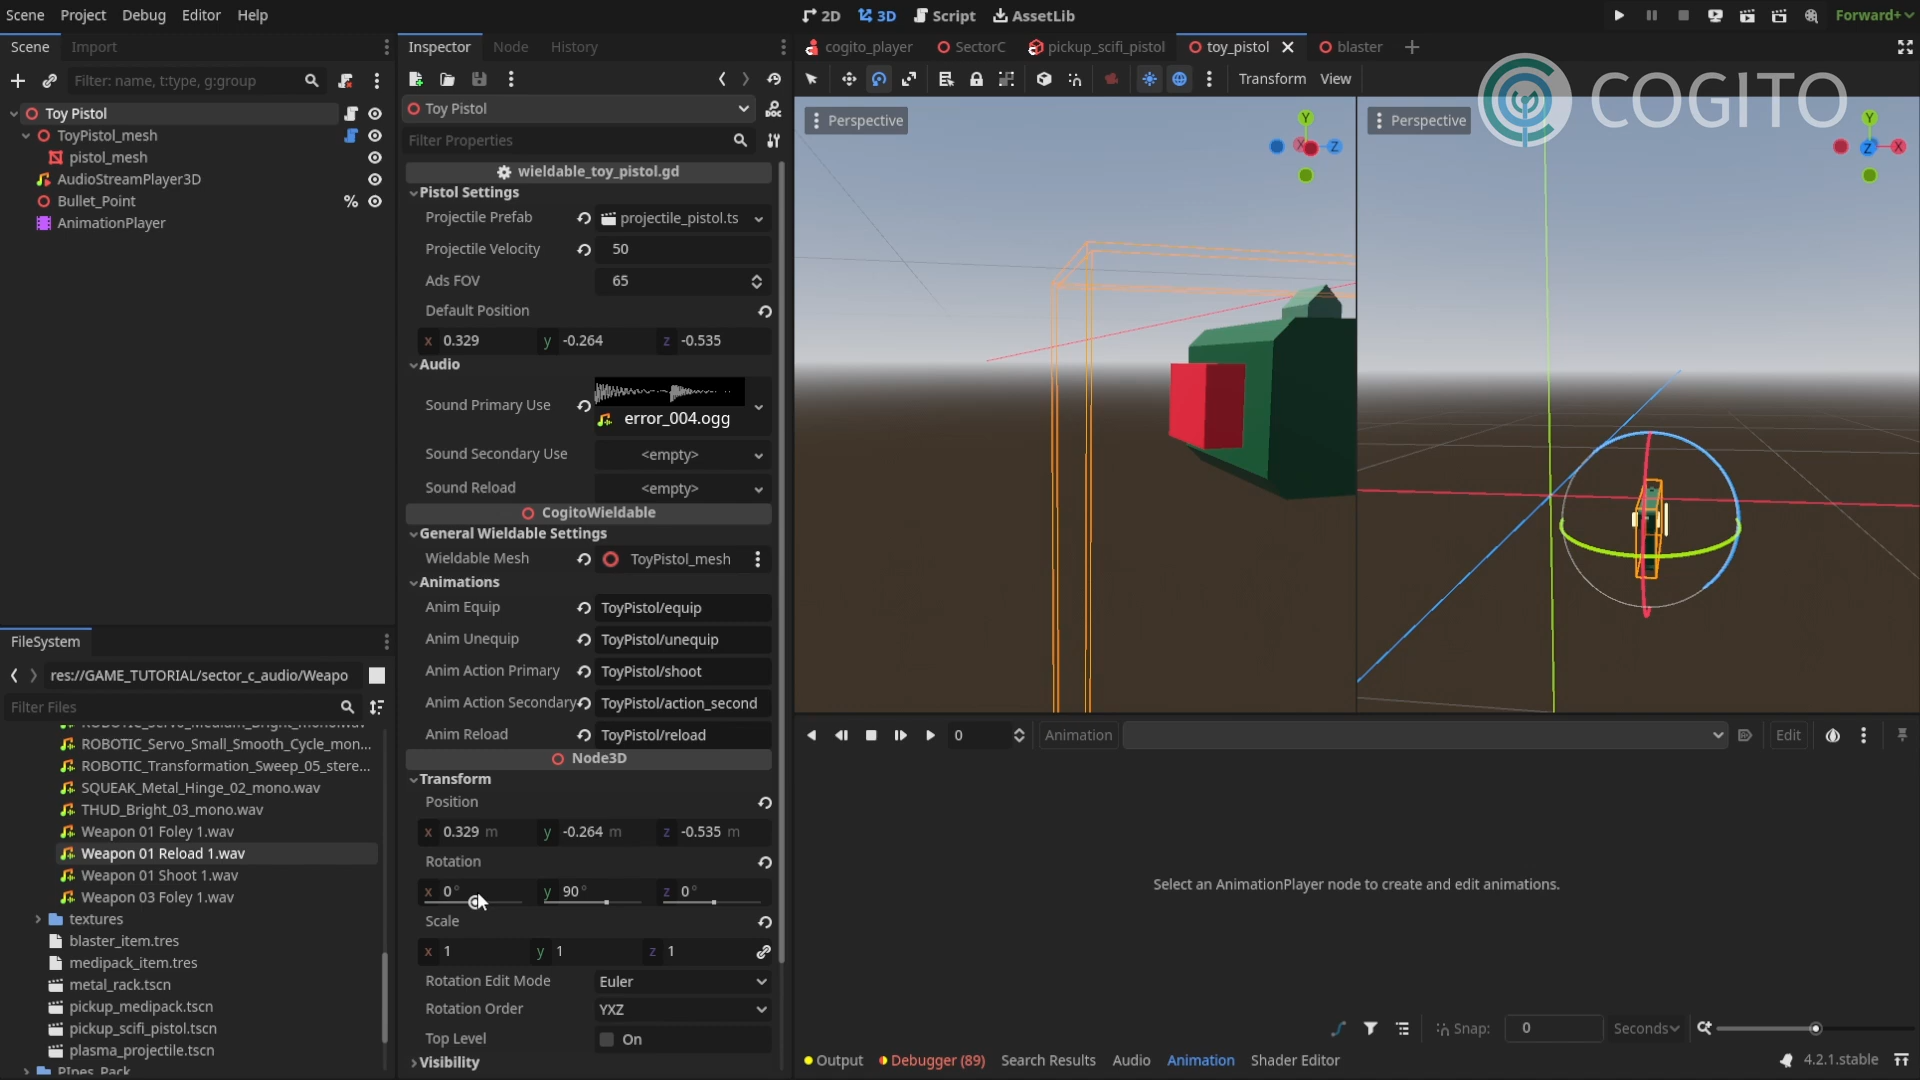 Scene Project Debug Editor Help
2D 3D Script AssetLib
Forward+
Scene Import
Filter: name, t:type, g:group
Toy Pistol
ToyPistol_mesh
pistol_mesh
AudioStreamPlayer3D
Bullet_Point
%
AnimationPlayer
FileSystem
res://GAME_TUTORIAL/sector_c_audio/Weapo
Filter Files
ROBOTIC_Servo_Medium_Bright_mono.wav
ROBOTIC_Servo_Small_Smooth_Cycle_mon...
ROBOTIC_Transformation_Sweep_05_stere...
SQUEAK_Metal_Hinge_02_mono.wav
THUD_Bright_03_mono.wav
Weapon 01 Foley 1.wav
Weapon 01 Reload 1.wav
Weapon 01 Shoot 1.wav
Weapon 03 Foley 1.wav
textures
blaster_item.tres
medipack_item.tres
metal_rack.tscn
pickup_medipack.tscn
pickup_scifi_pistol.tscn
plasma_projectile.tscn
PIpes_Pack
Inspector Node History
Toy Pistol
DOC
Filter Properties
wieldable_toy_pistol.gd
Pistol Settings
Projectile Prefab projectile_pistol.ts
Projectile Velocity 50
Ads FOV 65
Default Position
x 0.329 y -0.264 z -0.535
Audio
Sound Primary Use error_004.ogg
Sound Secondary Use <empty>
Sound Reload <empty>
CogitoWieldable
General Wieldable Settings
Wieldable Mesh ToyPistol_mesh
Animations
Anim Equip ToyPistol/equip
Anim Unequip ToyPistol/unequip
Anim Action Primary ToyPistol/shoot
Anim Action Secondary ToyPistol/action_second
Anim Reload ToyPistol/reload
Node3D
Transform
Position
x 0.329 m y -0.264 m z -0.535 m
Rotation
x 0° y 90° z 0°
Scale
x 1 y 1 z 1
Rotation Edit Mode Euler
Rotation Order YXZ
Top Level On
Visibility
cogito_player SectorC pickup_scifi_pistol toy_pistol blaster
Transform View
COGITO
Perspective
Y
X Z
Perspective
Y
Z X
0 Animation Edit
Select an AnimationPlayer node to create and edit animations.
Snap: 0 Seconds
Output Debugger (89) Search Results Audio Animation Shader Editor
4.2.1.stable